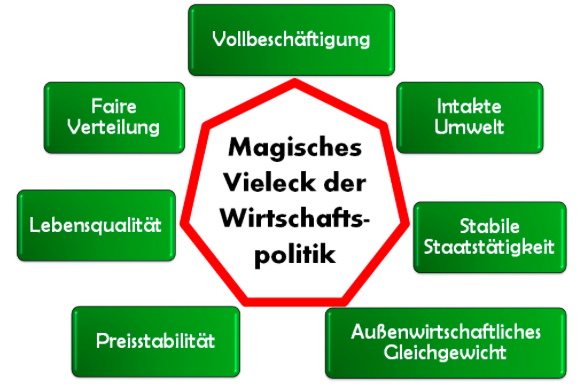 Vollbeschäftigung
Faire
Verteilung
Intakte
Umwelt
Magisches
Vieleck der
Wirtschafts-
politik
Lebensqualität
Stabile
Staatstätigkeit
Preisstabilität
Außenwirtschaftliches
Gleichgewicht